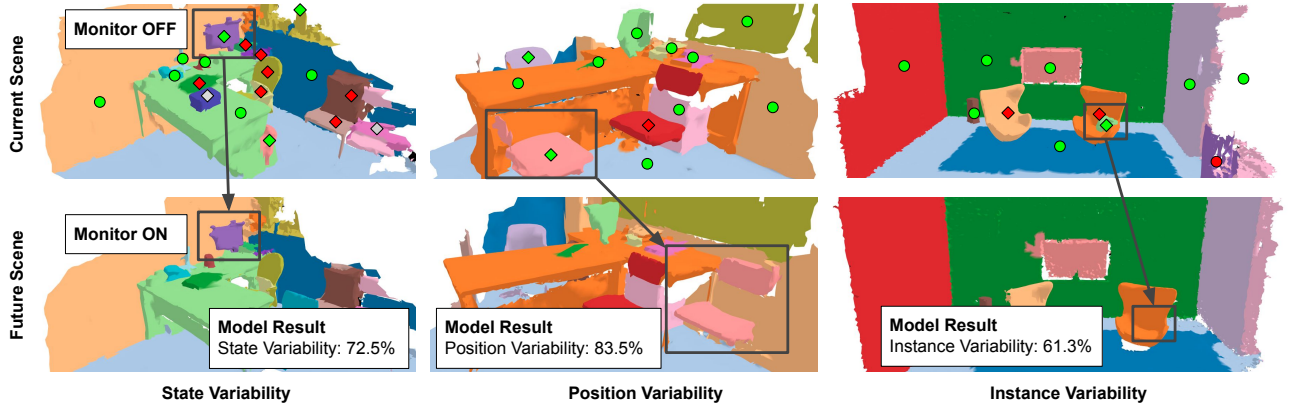 Current Scene
Monitor OFF
Future Scene
Monitor ON
Model Result
State Variability: 72.5%
Model Result
Position Variability: 83.5%
Model Result
Instance Variability: 61.3%
State Variability
Position Variability
Instance Variability